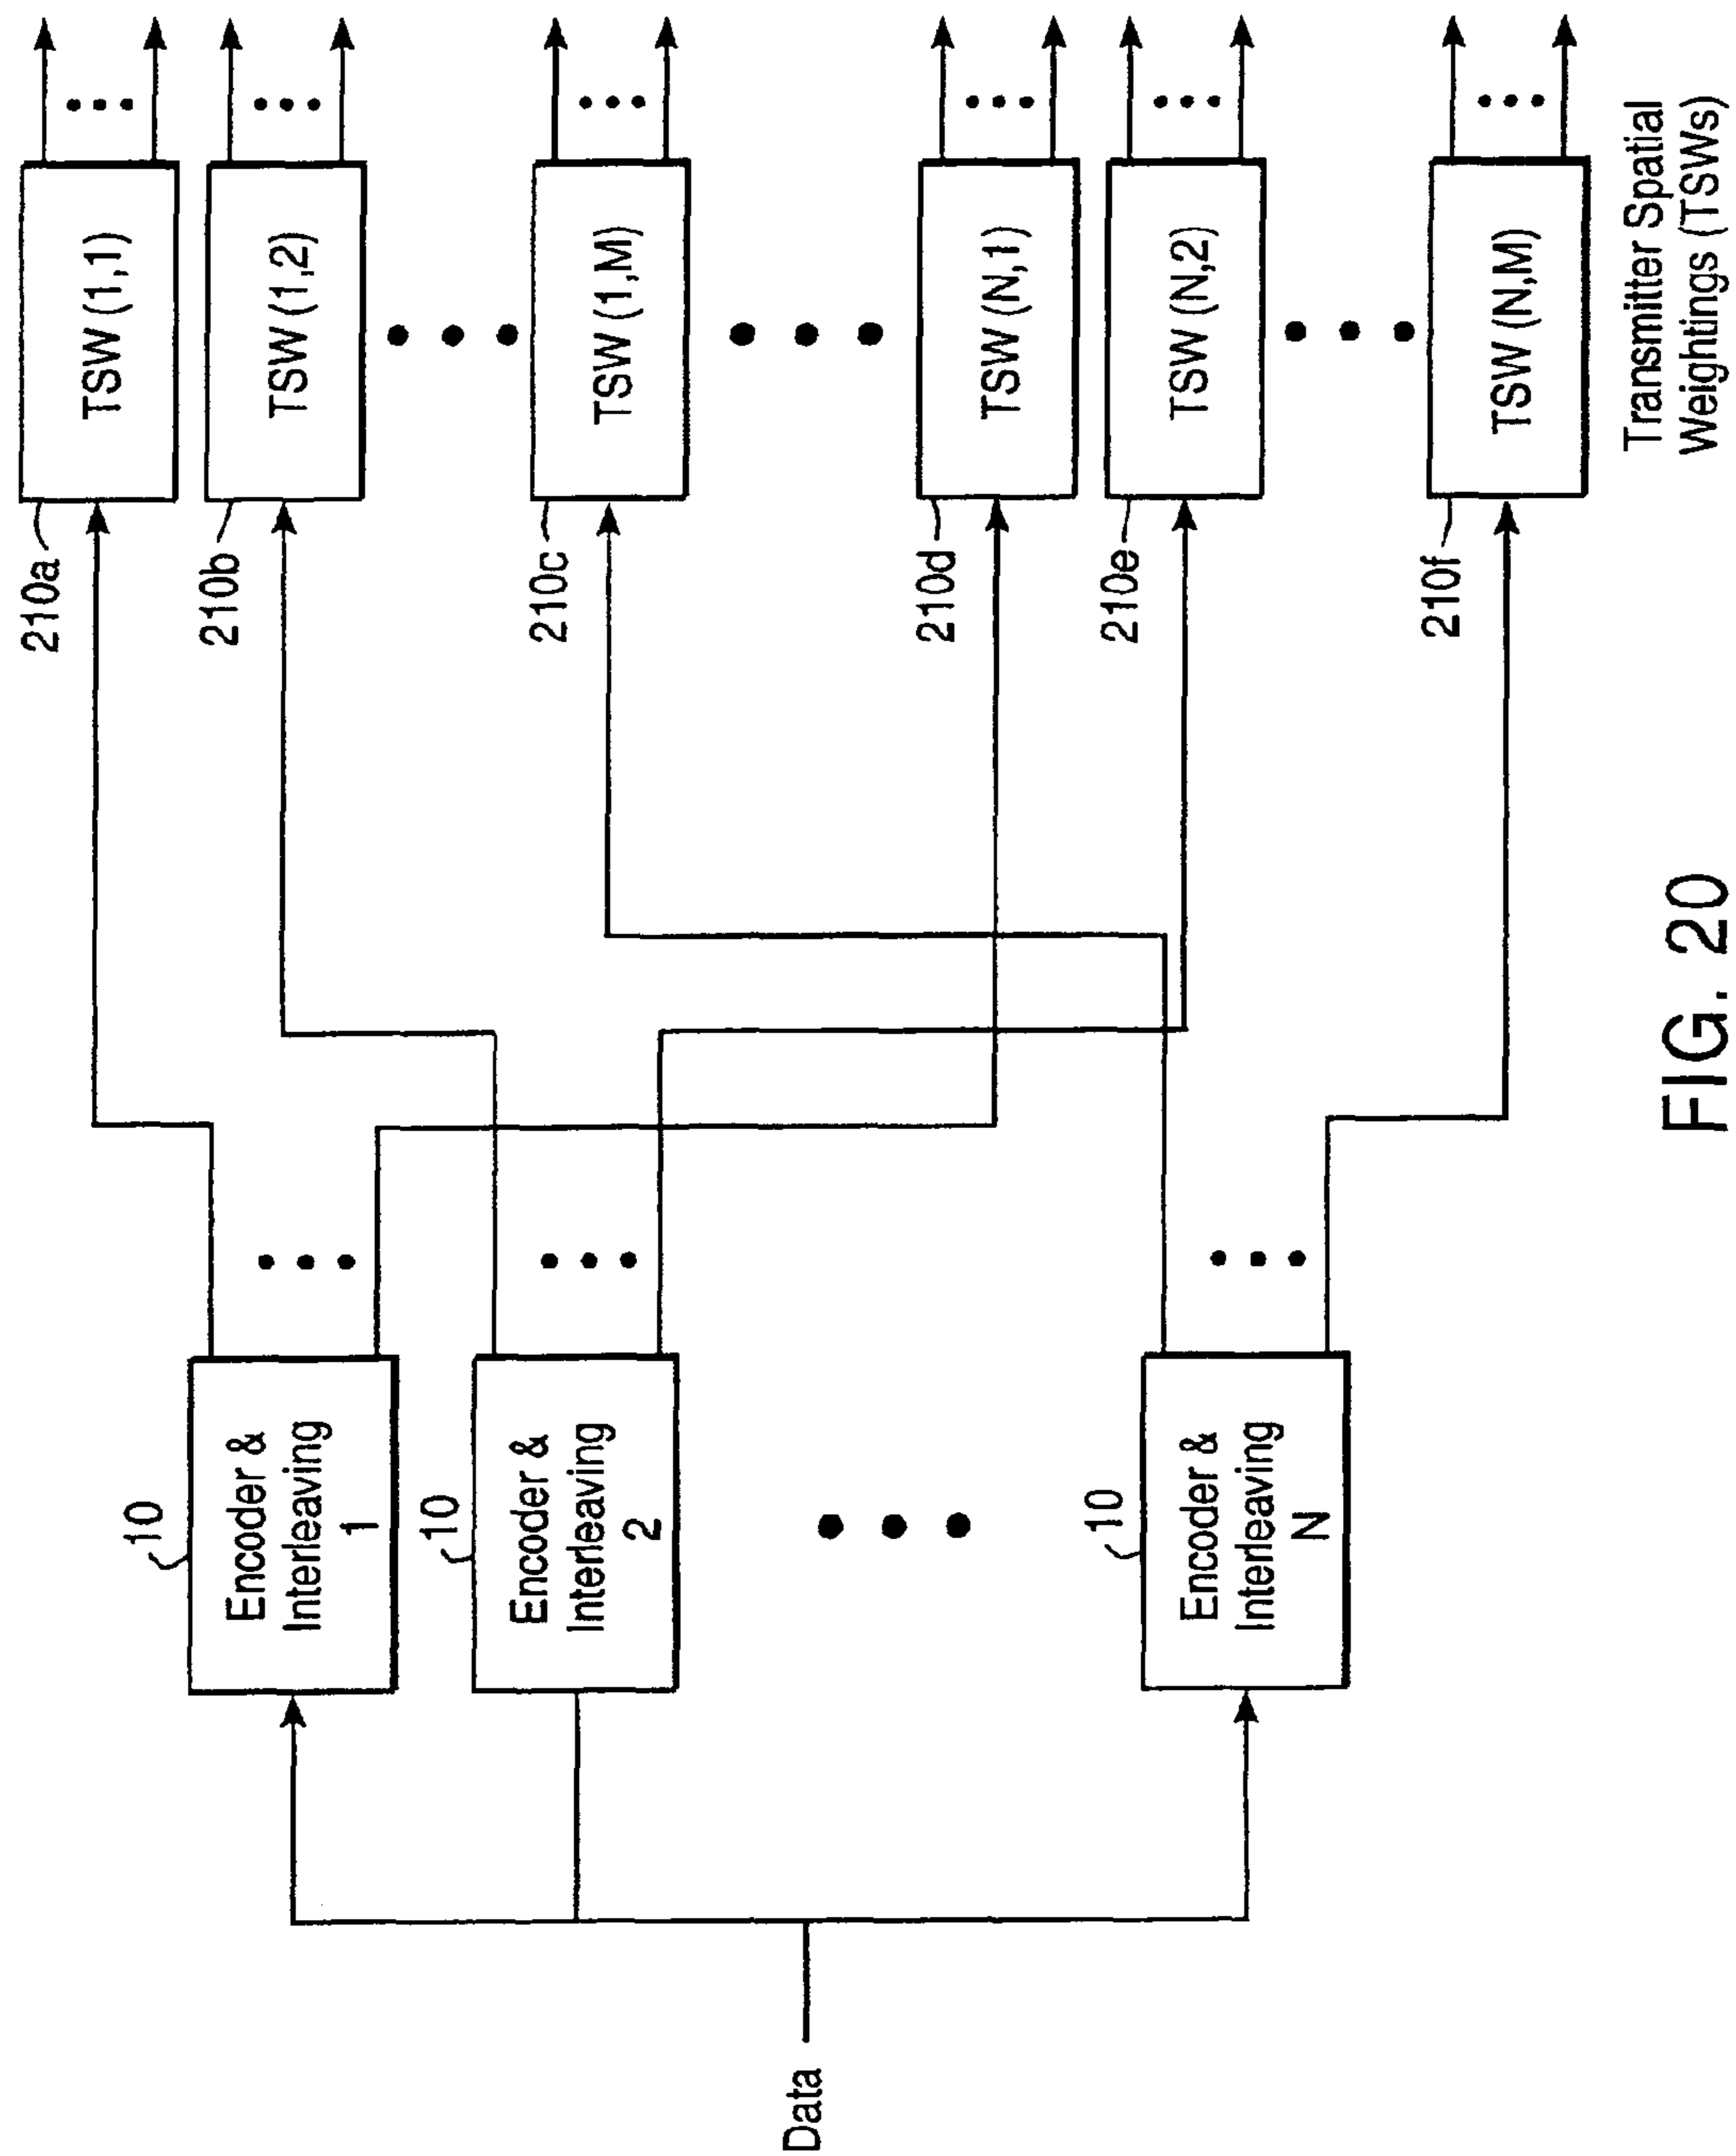 Data
10
Encoder &
Interleaving
1
10
Encoder &
Interleaving
2
10
Encoder &
Interleaving
N
210a
TSW (1,1)
210b
TSW (1,2)
210c
TSW (1,M)
210d
TSW (N,1)
210e
TSW (N,2)
210f
TSW (N,M)
Transmitter Spatial
Weightings (TSWs)
FIG. 20